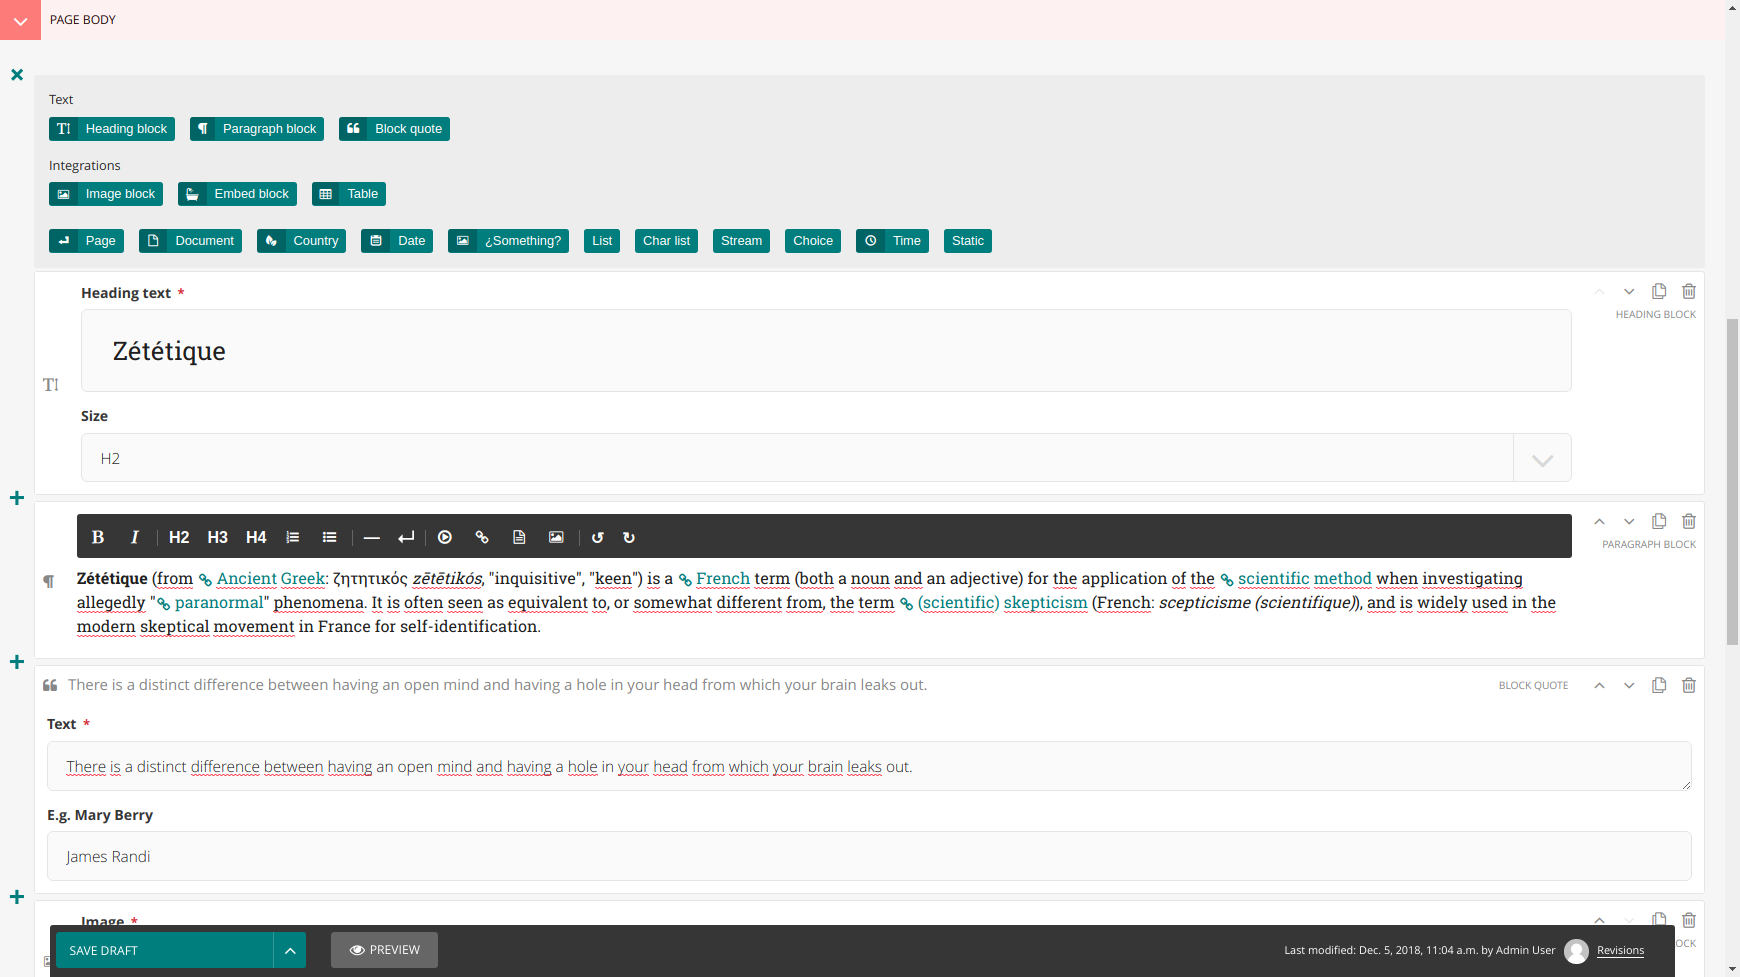 PAGE BODY
Text
Heading block Paragraph block Block quote
Integrations
Image block Embed block Table
Page Document Country Date ¿Something? List Char list Stream Choice Time Static
Heading text *
HEADING BLOCK
Zététique
Size
H2
B I H2 H3 H4
PARAGRAPH BLOCK
Zététique (from Ancient Greek: ζητητικός zētētikós, "inquisitive", "keen") is a French term (both a noun and an adjective) for the application of the scientific method when investigating
allegedly "paranormal" phenomena. It is often seen as equivalent to, or somewhat different from, the term (scientific) skepticism (French: scepticisme (scientifique)), and is widely used in the
modern skeptical movement in France for self-identification.
There is a distinct difference between having an open mind and having a hole in your head from which your brain leaks out.
BLOCK QUOTE
Text *
There is a distinct difference between having an open mind and having a hole in your head from which your brain leaks out.
E.g. Mary Berry
James Randi
Image *
SAVE DRAFT PREVIEW Last modified: Dec. 5, 2018, 11:04 a.m. by Admin User Revisions